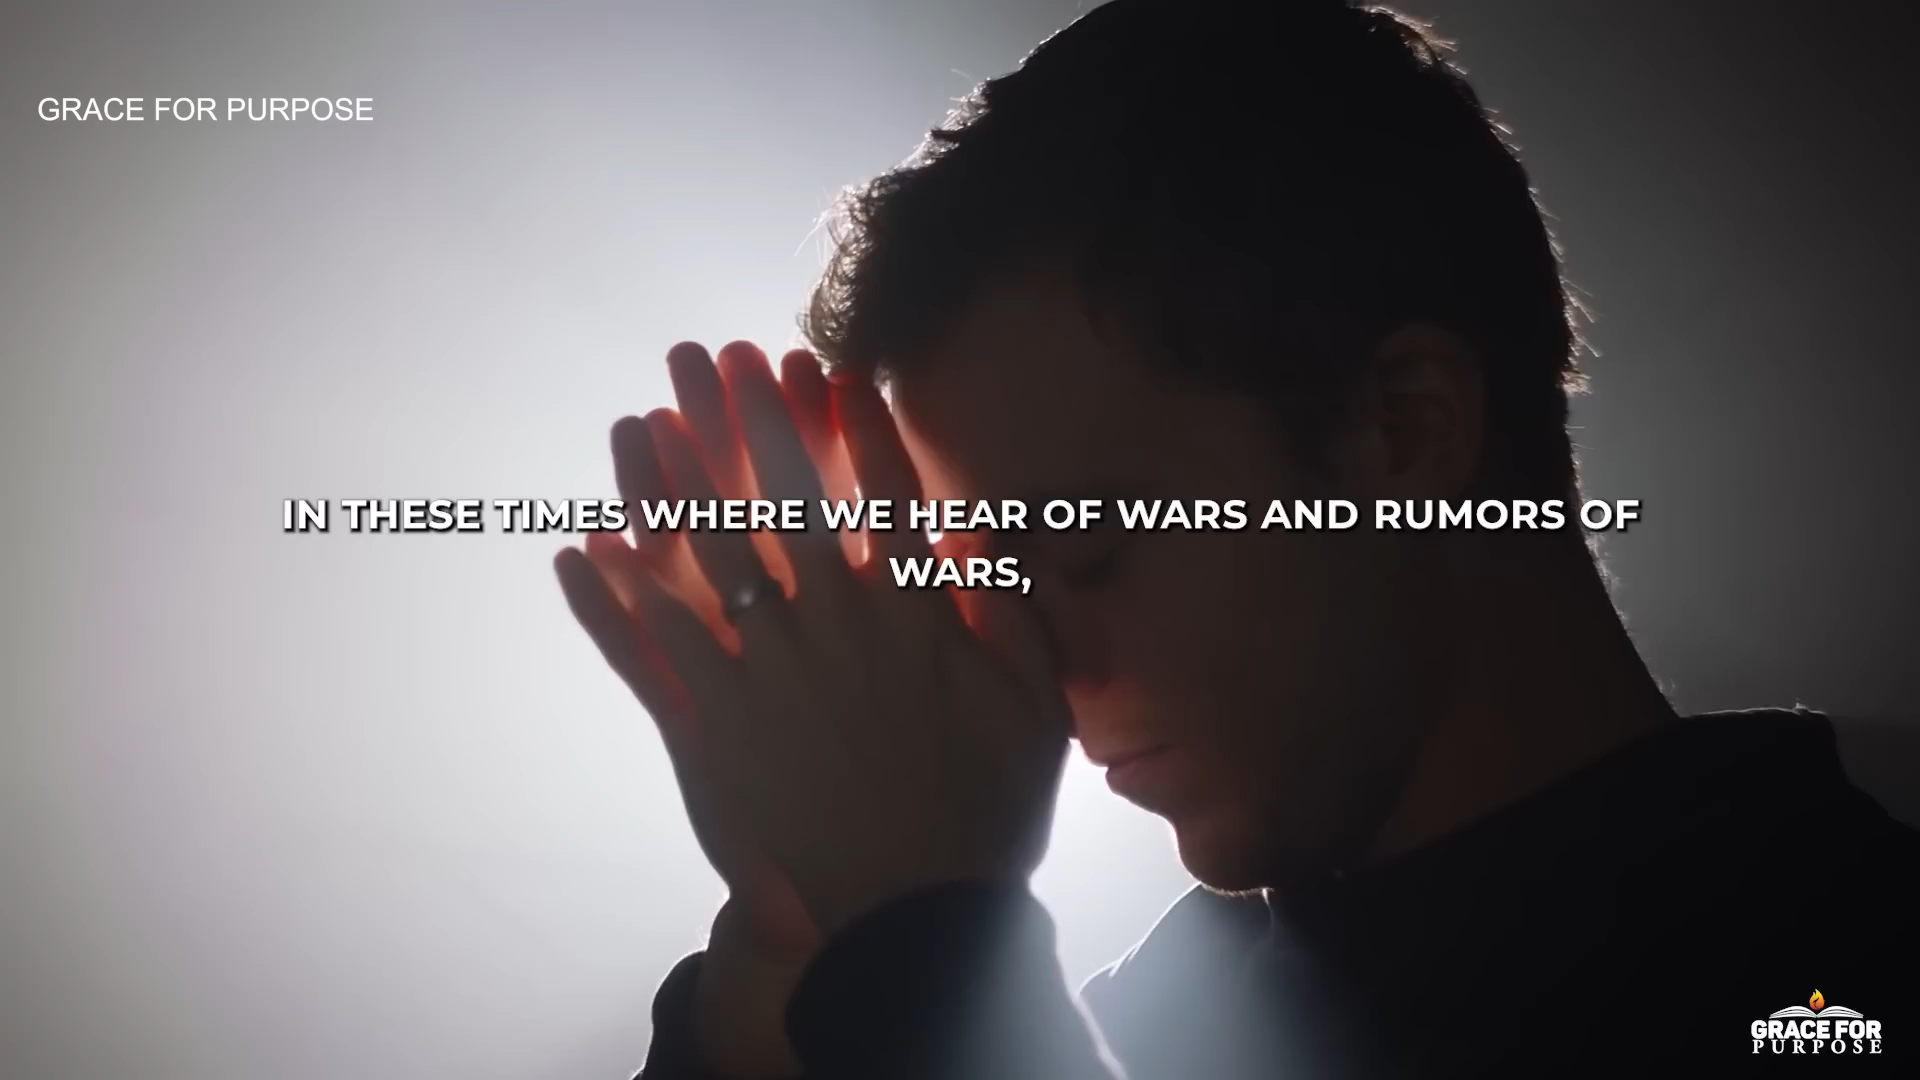 GRACE FOR PURPOSE
IN THESE TIMES WHERE WE HEAR OF WARS AND RUMORS OF
WARS,
GRACE FOR
PURPOSE